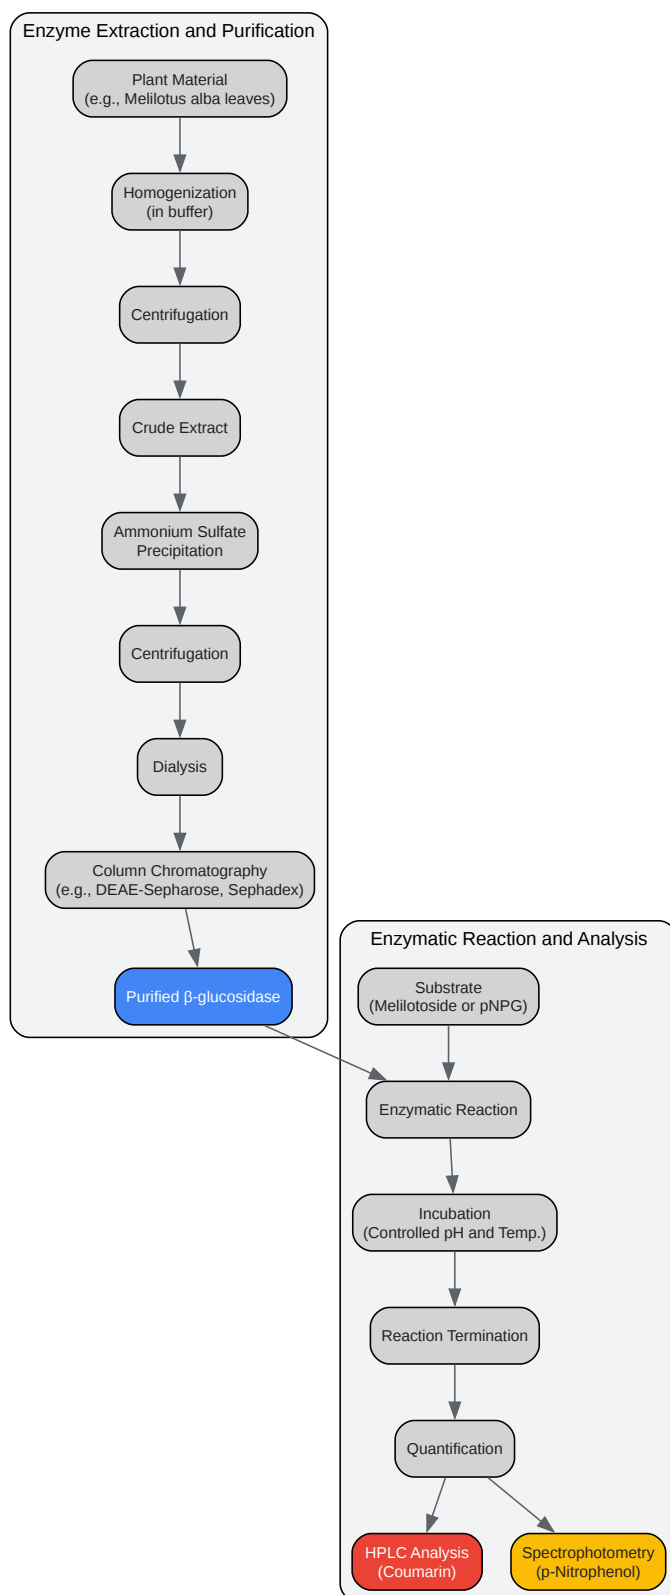 Enzyme Extraction and Purification
Plant Material
(e.g., Melilotus alba leaves)
Homogenization
(in buffer)
Centrifugation
Crude Extract
Ammonium Sulfate
Precipitation
Centrifugation
Dialysis
Column Chromatography
(e.g., DEAE-Sepharose, Sephadex)
Purified β-glucosidase
Enzymatic Reaction and Analysis
Substrate
(Melilotoside or pNPG)
Enzymatic Reaction
Incubation
(Controlled pH and Temp.)
Reaction Termination
Quantification
HPLC Analysis
(Coumarin)
Spectrophotometry
(p-Nitrophenol)